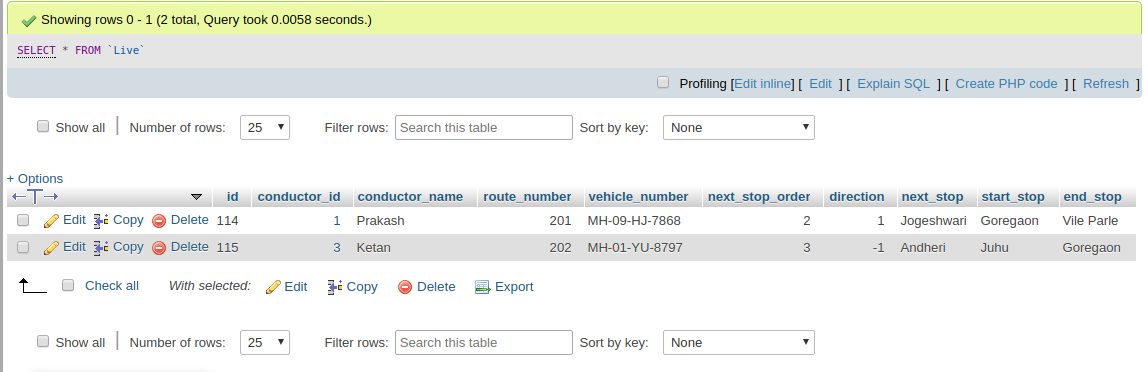 Showing rows 0 - 1 (2 total, Query took 0.0058 seconds.)
SELECT * FROM `Live`
Profiling [Edit inline] [ Edit ] [ Explain SQL ] [ Create PHP code ] [ Refresh ]
Show all | Number of rows: 25 Filter rows: Search this table Sort by key: None
+ Options
←T→ id conductor_id conductor_name route_number vehicle_number next_stop_order direction next_stop start_stop end_stop
Edit Copy Delete 114 1 Prakash 201 MH-09-HJ-7868 2 1 Jogeshwari Goregaon Vile Parle
Edit Copy Delete 115 3 Ketan 202 MH-01-YU-8797 3 -1 Andheri Juhu Goregaon
Check all With selected: Edit Copy Delete Export
Show all | Number of rows: 25 Filter rows: Search this table Sort by key: None